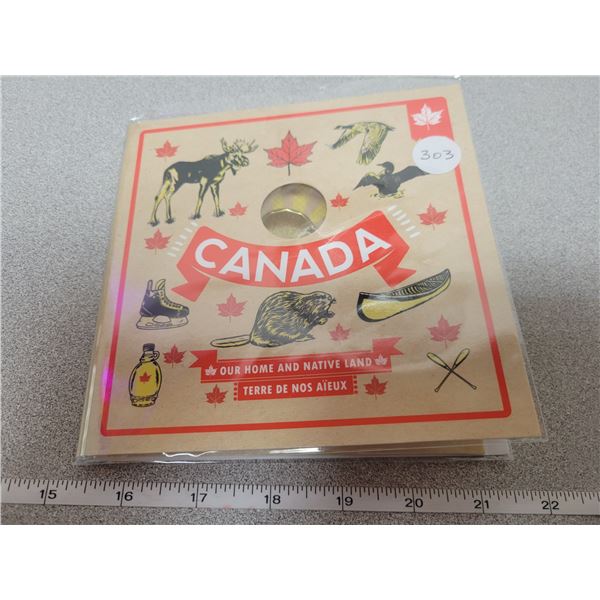 303
CANADA
OUR HOME AND NATIVE LAND
TERRE DE NOS AÏEUX
15 16 17 18 19 20 21 22